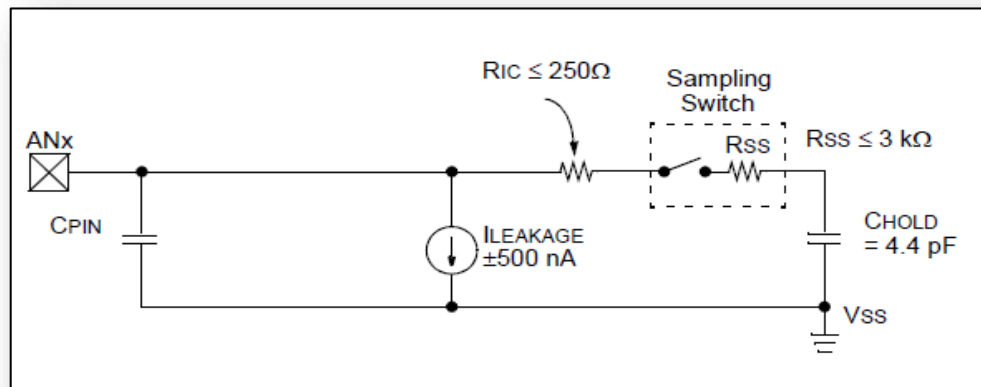 RIC ≤ 250Ω
Sampling
Switch
ANx
RSS
RSS ≤ 3 kΩ
CPIN
ILEAKAGE
±500 nA
CHOLD
= 4.4 pF
VSS